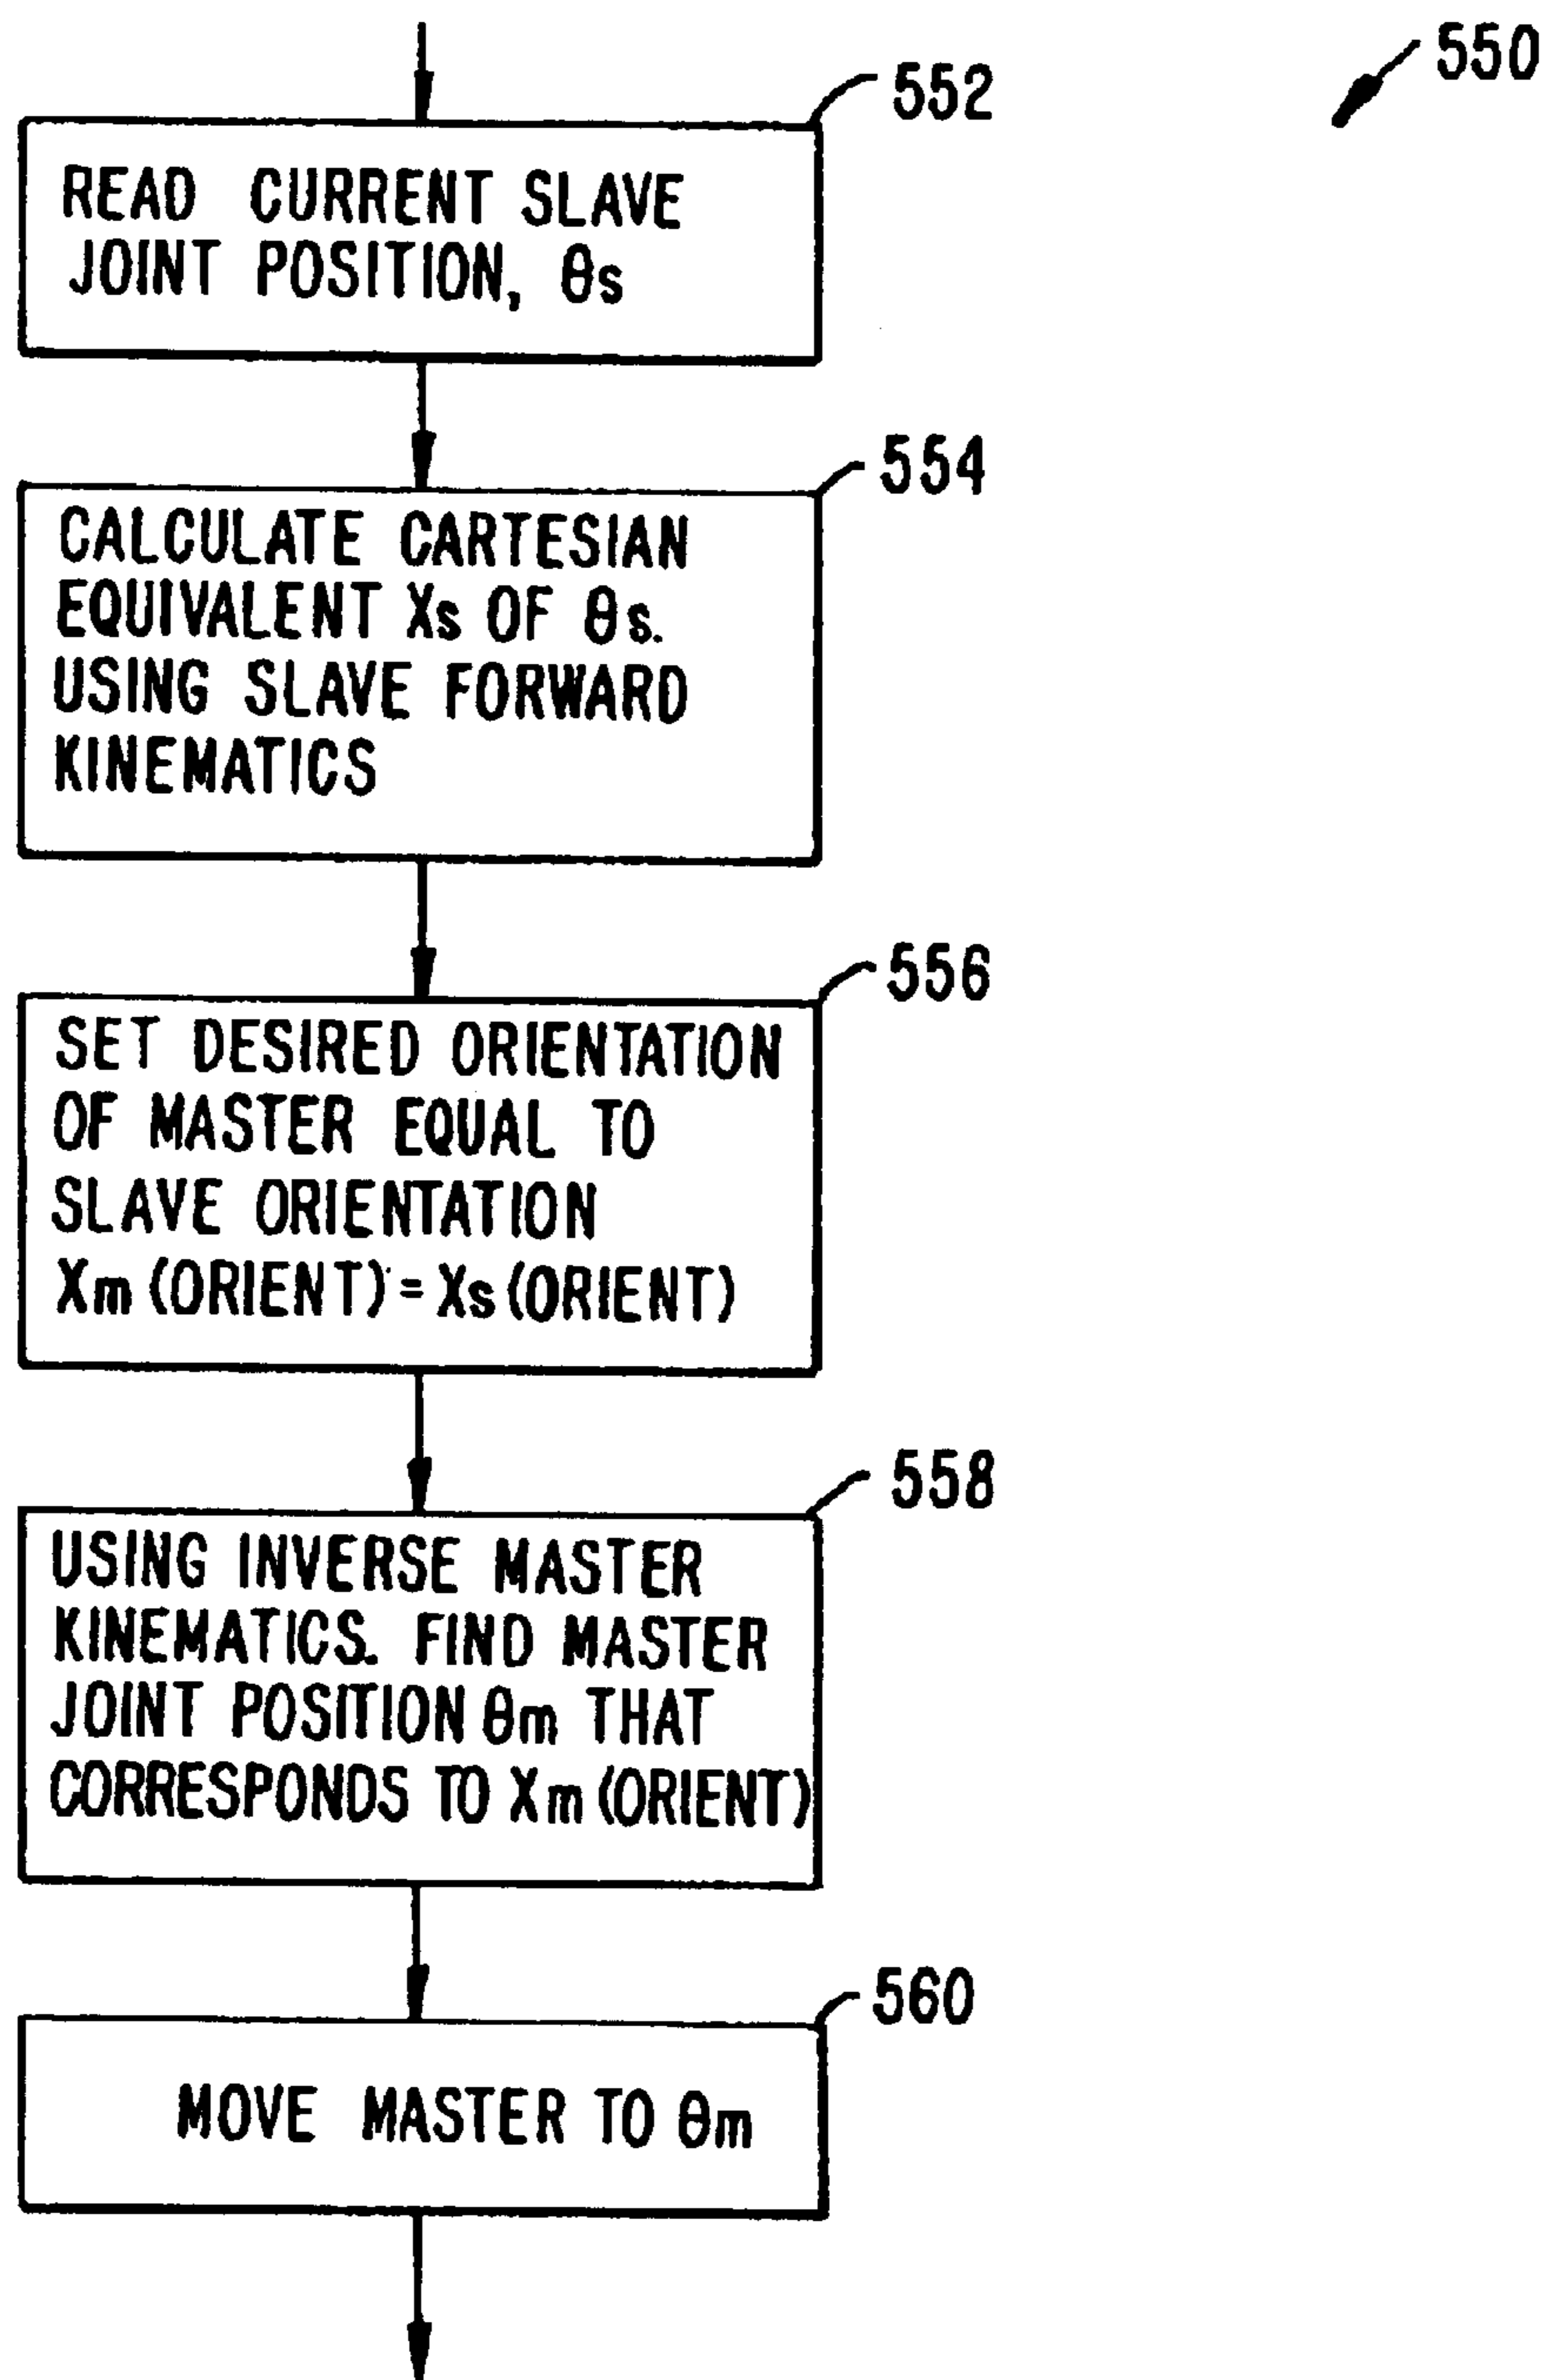 550
552
READ CURRENT SLAVE
JOINT POSITION, θs
554
CALCULATE CARTESIAN
EQUIVALENT Xs OF θs.
USING SLAVE FORWARD
KINEMATICS
556
SET DESIRED ORIENTATION
OF MASTER EQUAL TO
SLAVE ORIENTATION
Xm (ORIENT) = Xs (ORIENT)
558
USING INVERSE MASTER
KINEMATICS. FIND MASTER
JOINT POSITION θm THAT
CORRESPONDS TO Xm (ORIENT)
560
MOVE MASTER TO θm